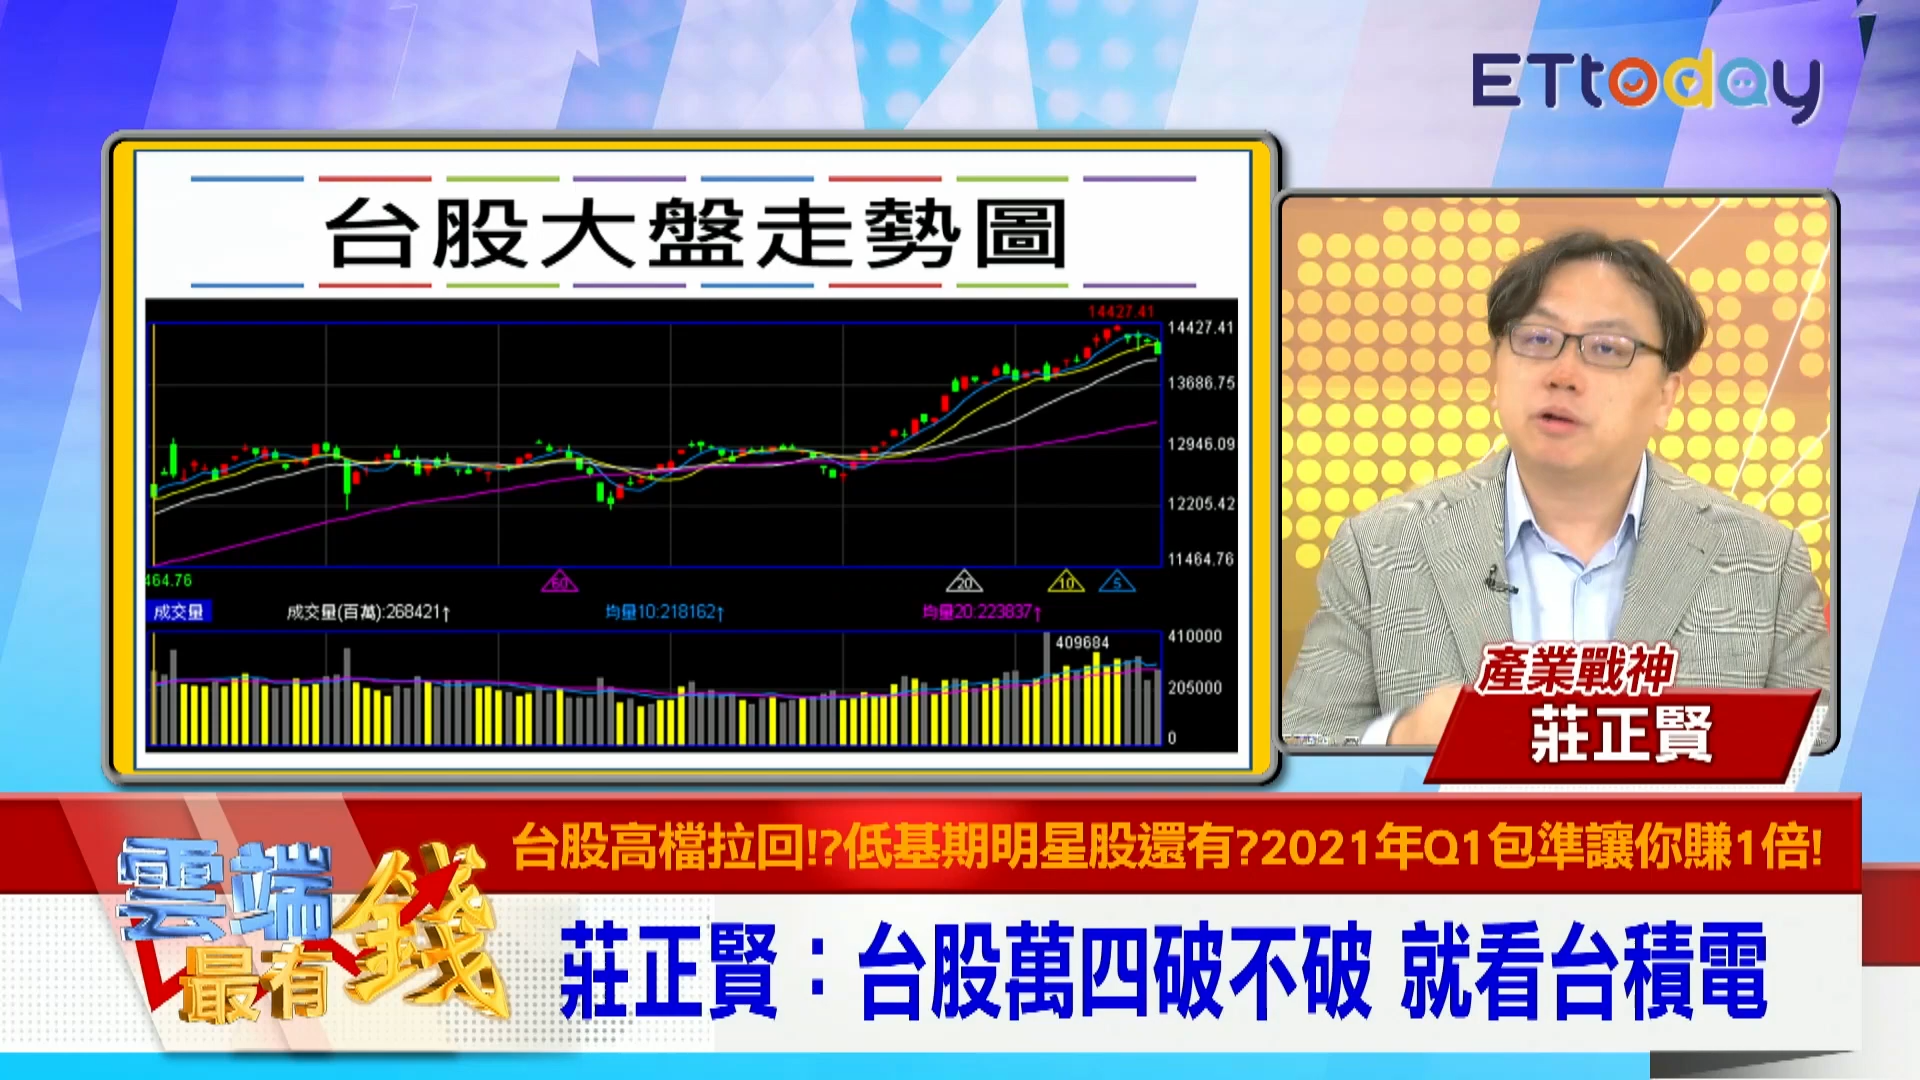 ETtoday
台股大盤走勢圖
14427.41
14427.41
13686.75
12946.09
12205.42
11464.76
464.76
60
20
10
5
成交量
成交量(百萬):268421↑
均量10:218162↑
均量20:223837↑
409684
410000
205000
0
產業戰神
莊正賢
雲端最有錢
台股高檔拉回!?低基期明星股還有?2021年Q1包準讓你賺1倍!
莊正賢：台股萬四破不破 就看台積電